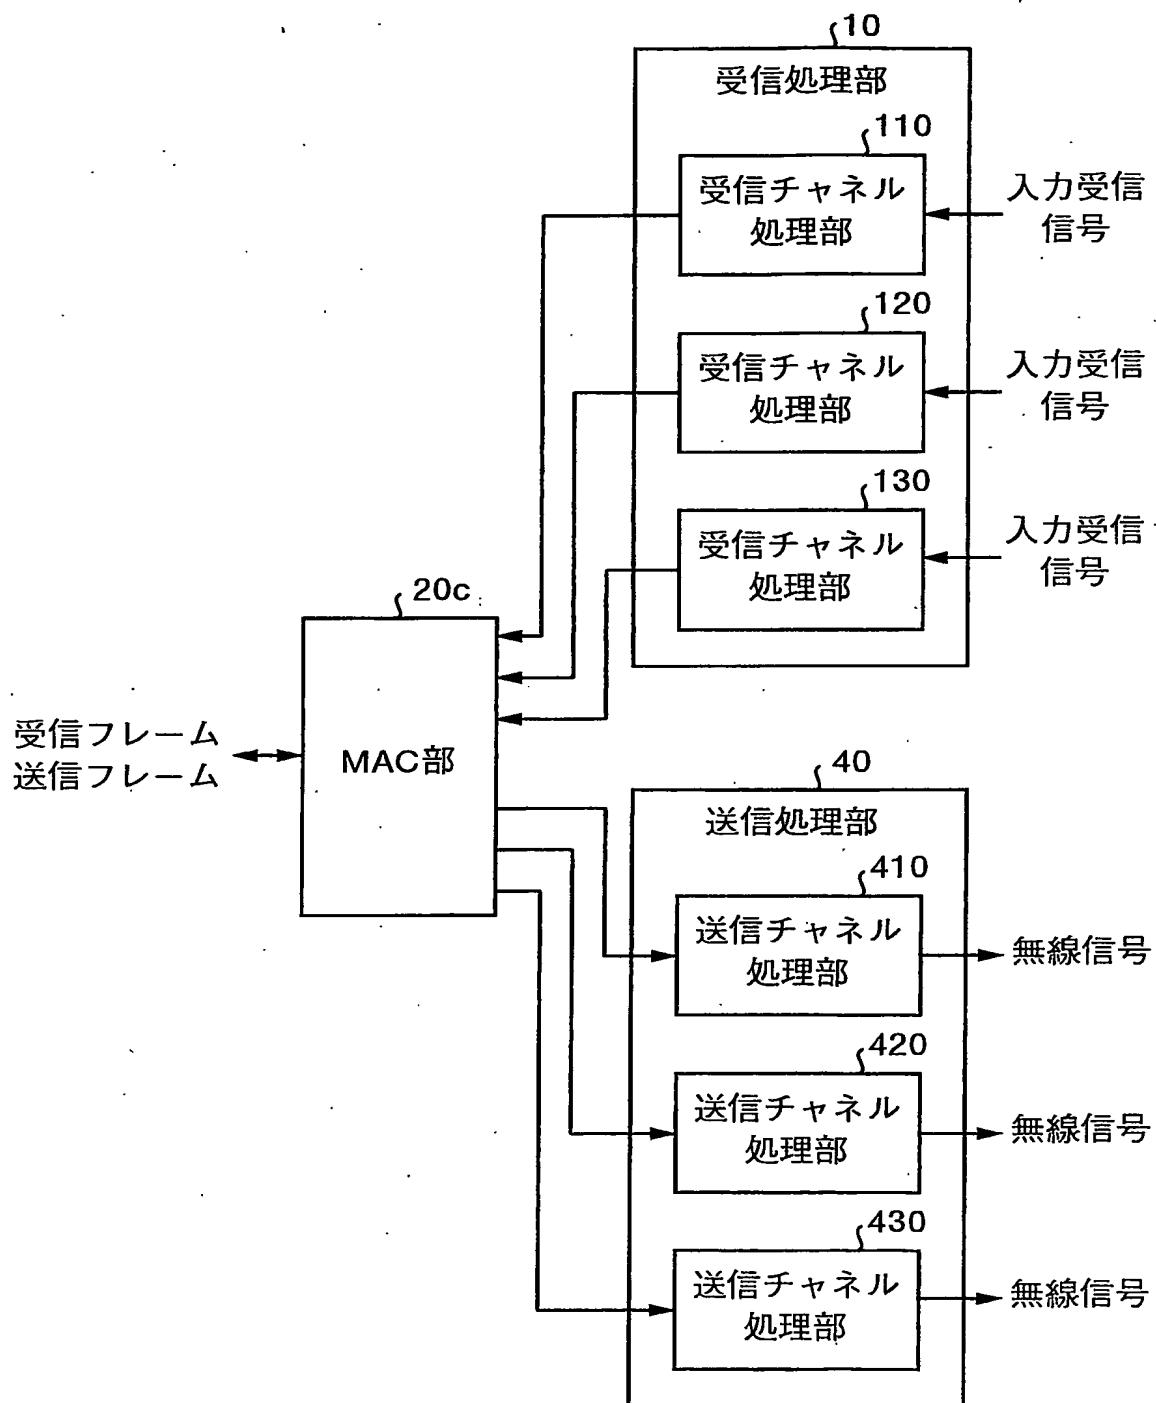 10
受信処理部
110
受信チャネル
処理部
入力受信
信号
120
受信チャネル
処理部
入力受信
信号
130
受信チャネル
処理部
入力受信
信号
20c
MAC部
受信フレーム
送信フレーム
40
送信処理部
410
送信チャネル
処理部
無線信号
420
送信チャネル
処理部
無線信号
430
送信チャネル
処理部
無線信号